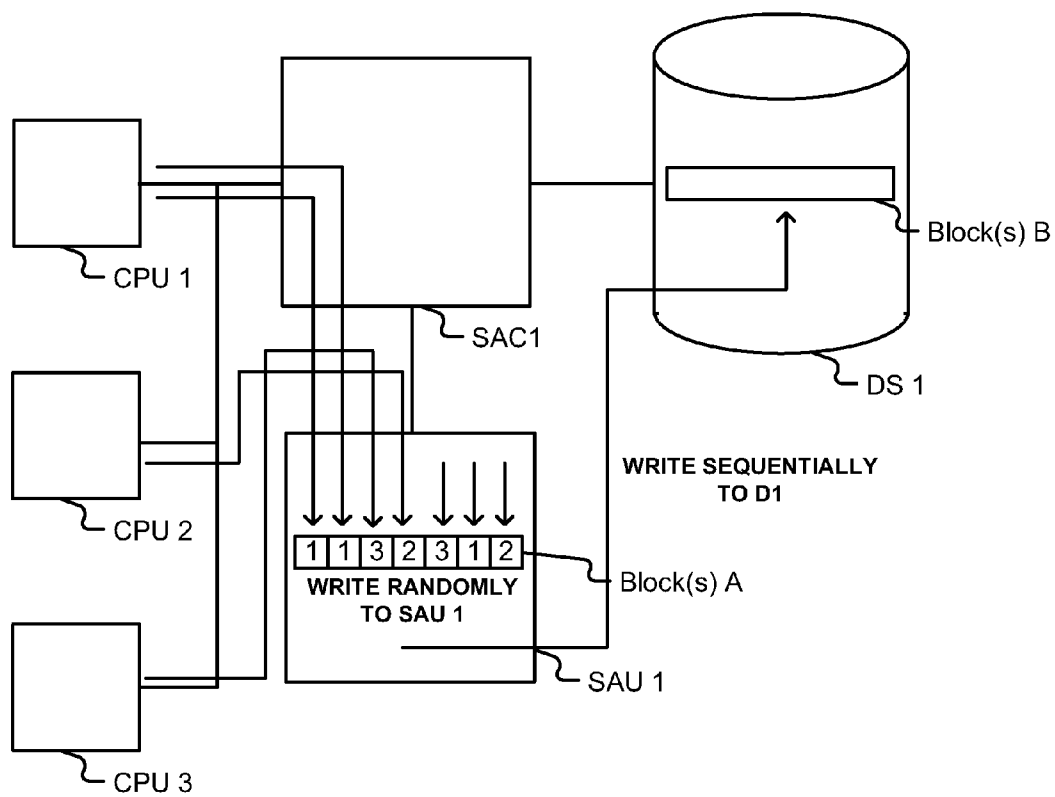 Block(s) B
CPU 1
SAC1
DS 1
WRITE SEQUENTIALLY
TO D1
CPU 2
1 1 3 2 3 1 2
Block(s) A
WRITE RANDOMLY
TO SAU 1
SAU 1
CPU 3